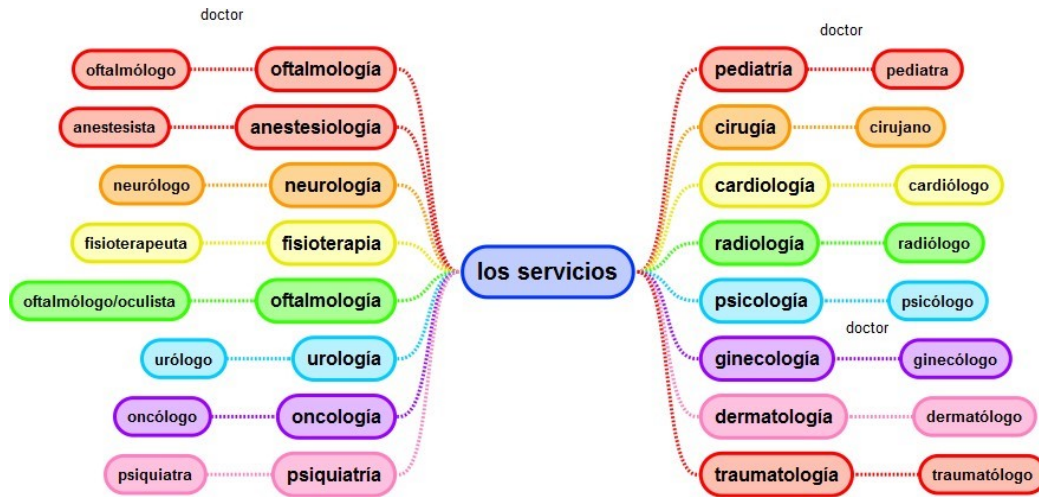 doctor
oftalmólogo
oftalmología
anestesista
anestesiología
neurólogo
neurología
fisioterapeuta
fisioterapia
oftalmólogo/oculista
oftalmología
urólogo
urología
oncólogo
oncología
psiquiatra
psiquiatría
los servicios
doctor
pediatría
pediatra
cirugía
cirujano
cardiología
cardiólogo
radiología
radiólogo
psicología
psicólogo
doctor
ginecología
ginecólogo
dermatología
dermatólogo
traumatología
traumatólogo